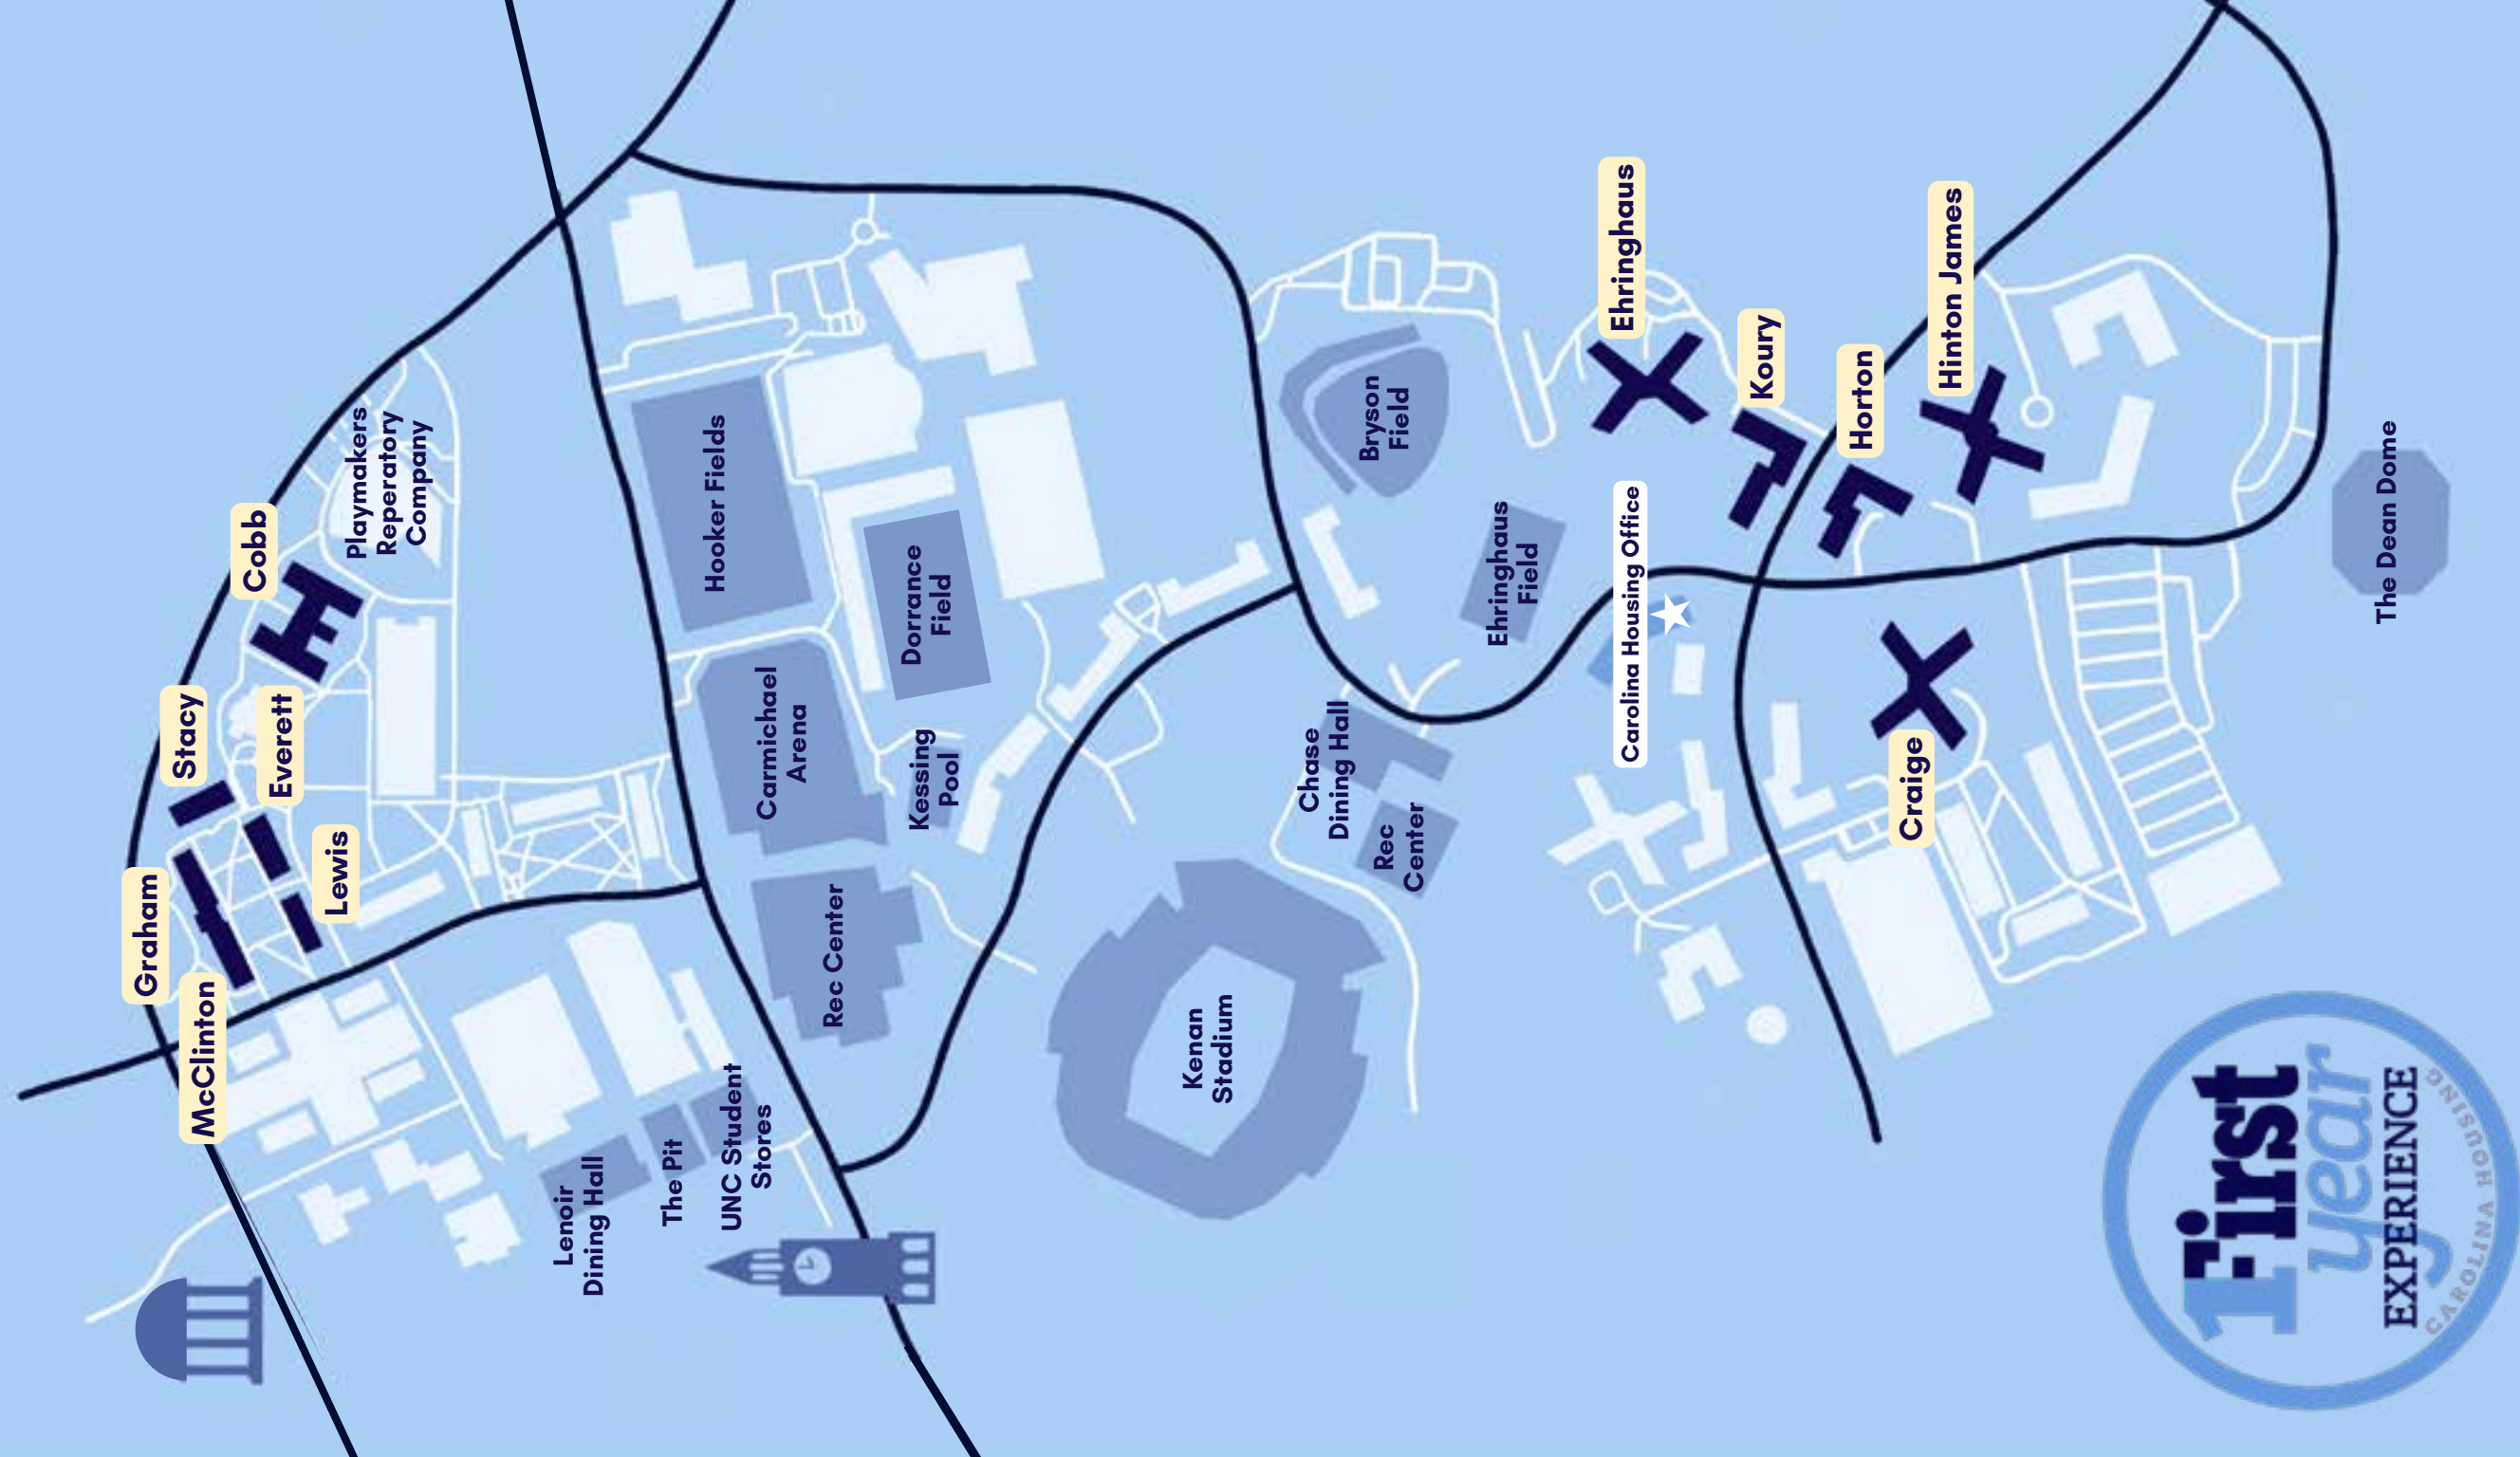 Graham
McClinton
Stacy
Everett
Lewis
Cobb
Playmakers
Reperatory
Company
Hooker Fields
Dorrance
Field
Carmichael
Arena
Kessing
Pool
Rec Center
Lenoir
Dining Hall
The Pit
UNC Student
Stores
Kenan
Stadium
Bryson
Field
Ehringhaus
Field
Chase
Dining Hall
Rec
Center
Ehringhaus
Carolina Housing Office
Koury
Horton
Hinton James
Craige
The Dean Dome
1First
year
EXPERIENCE
CAROLINA HOUSING